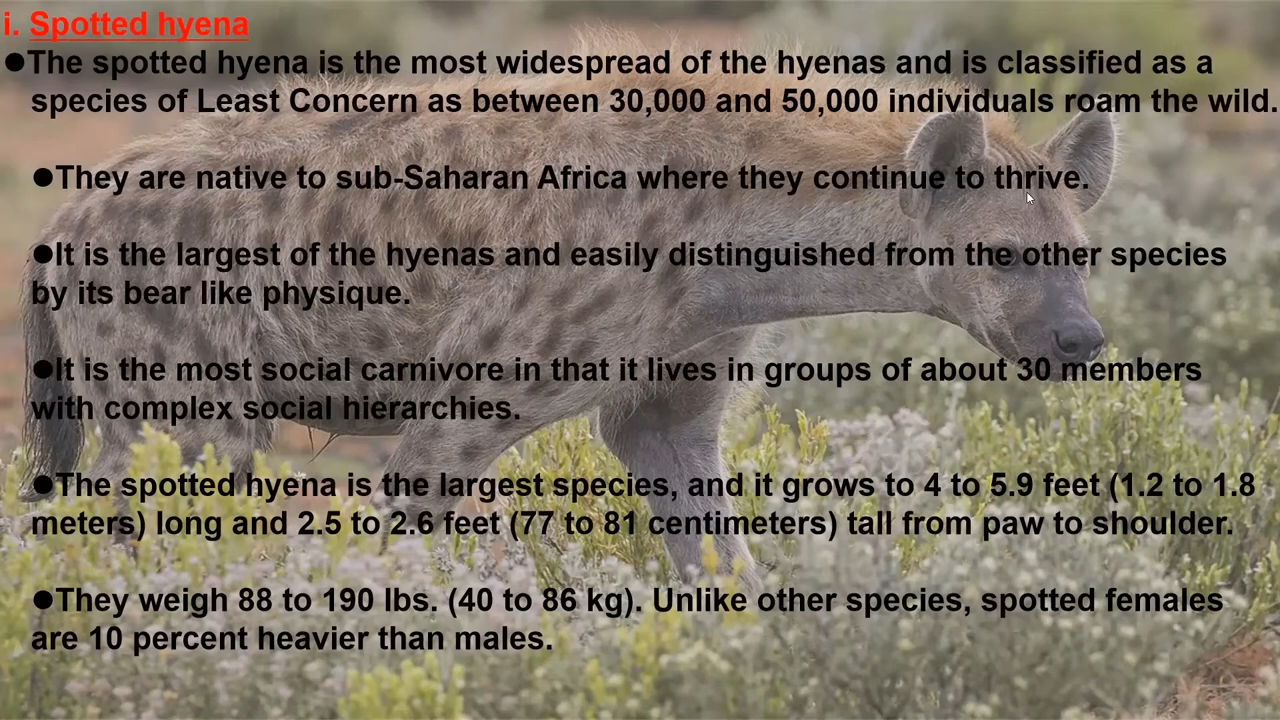 i. Spotted hyena
●The spotted hyena is the most widespread of the hyenas and is classified as a
species of Least Concern as between 30,000 and 50,000 individuals roam the wild.
●They are native to sub-Saharan Africa where they continue to thrive.
●It is the largest of the hyenas and easily distinguished from the other species
by its bear like physique.
●It is the most social carnivore in that it lives in groups of about 30 members
with complex social hierarchies.
●The spotted hyena is the largest species, and it grows to 4 to 5.9 feet (1.2 to 1.8
meters) long and 2.5 to 2.6 feet (77 to 81 centimeters) tall from paw to shoulder.
●They weigh 88 to 190 lbs. (40 to 86 kg). Unlike other species, spotted females
are 10 percent heavier than males.